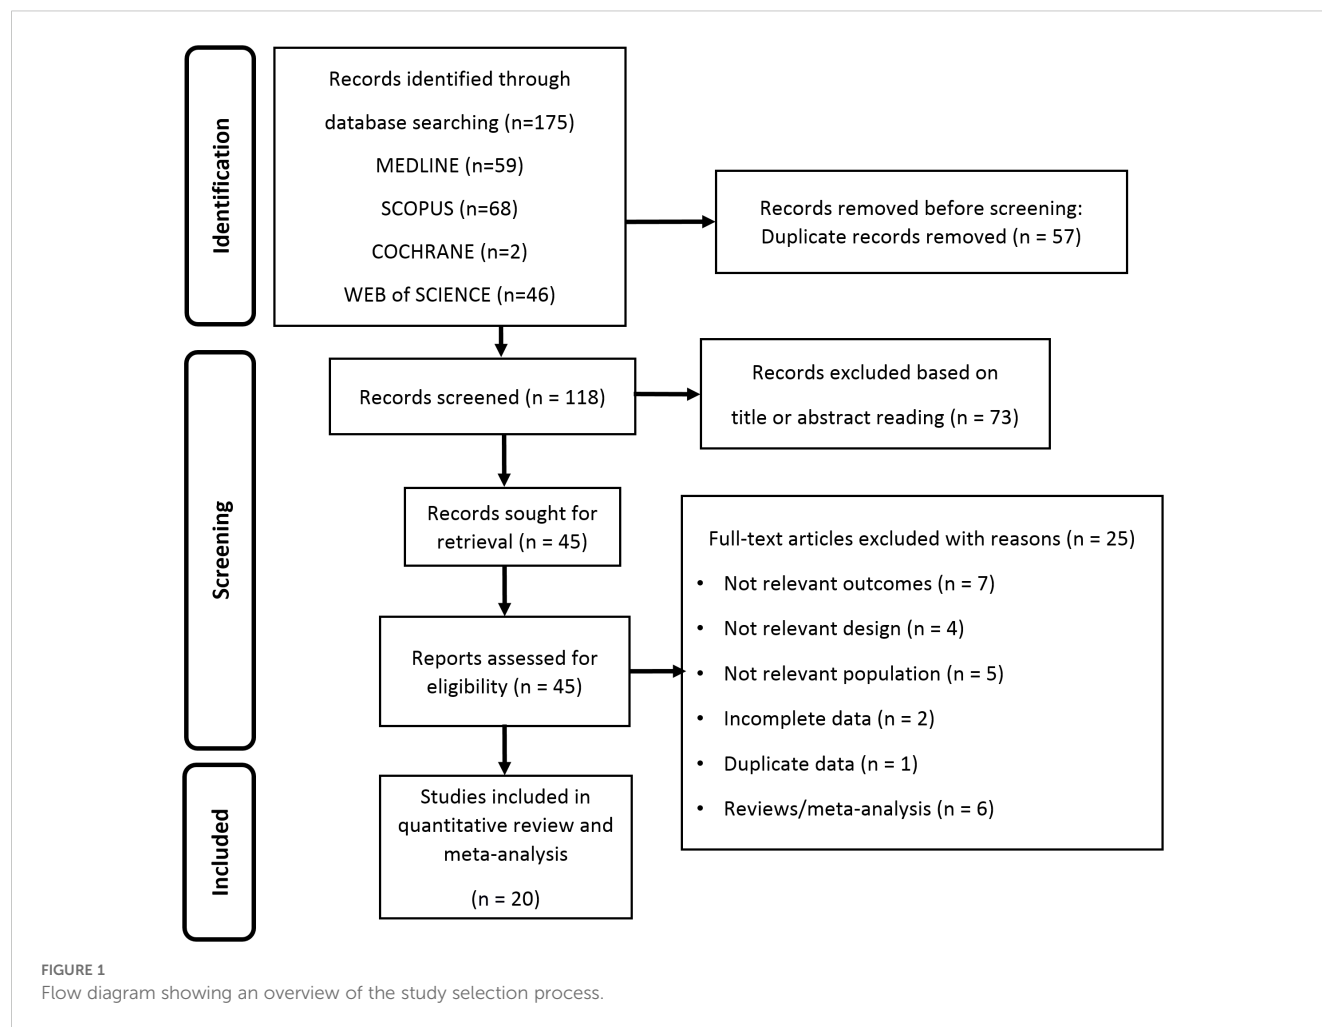 Identification
Records identified through
database searching (n=175)
MEDLINE (n=59)
SCOPUS (n=68)
COCHRANE (n=2)
WEB of SCIENCE (n=46)
Records removed before screening:
Duplicate records removed (n = 57)
Screening
Records screened (n = 118)
Records excluded based on
title or abstract reading (n = 73)
Records sought for
retrieval (n = 45)
Reports assessed for
eligibility (n = 45)
Full-text articles excluded with reasons (n = 25)
• Not relevant outcomes (n = 7)
• Not relevant design (n = 4)
• Not relevant population (n = 5)
• Incomplete data (n = 2)
• Duplicate data (n = 1)
• Reviews/meta-analysis (n = 6)
Included
Studies included in
quantitative review and
meta-analysis
(n = 20)
FIGURE 1
Flow diagram showing an overview of the study selection process.